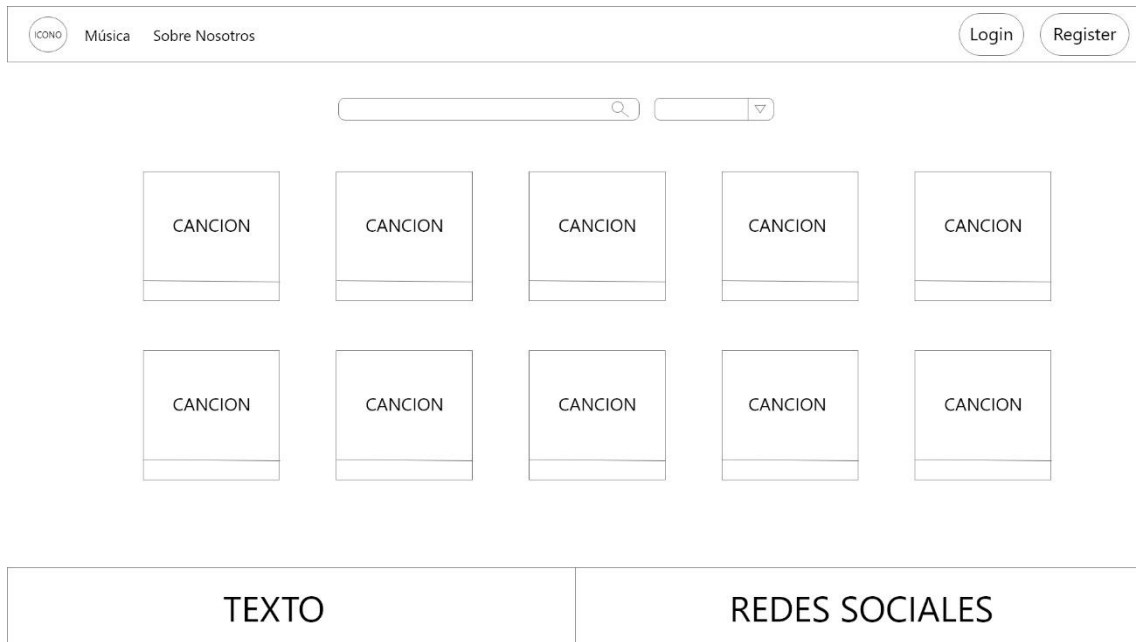 ICONO Música Sobre Nosotros Login Register
CANCION CANCION CANCION CANCION CANCION
CANCION CANCION CANCION CANCION CANCION
TEXTO REDES SOCIALES